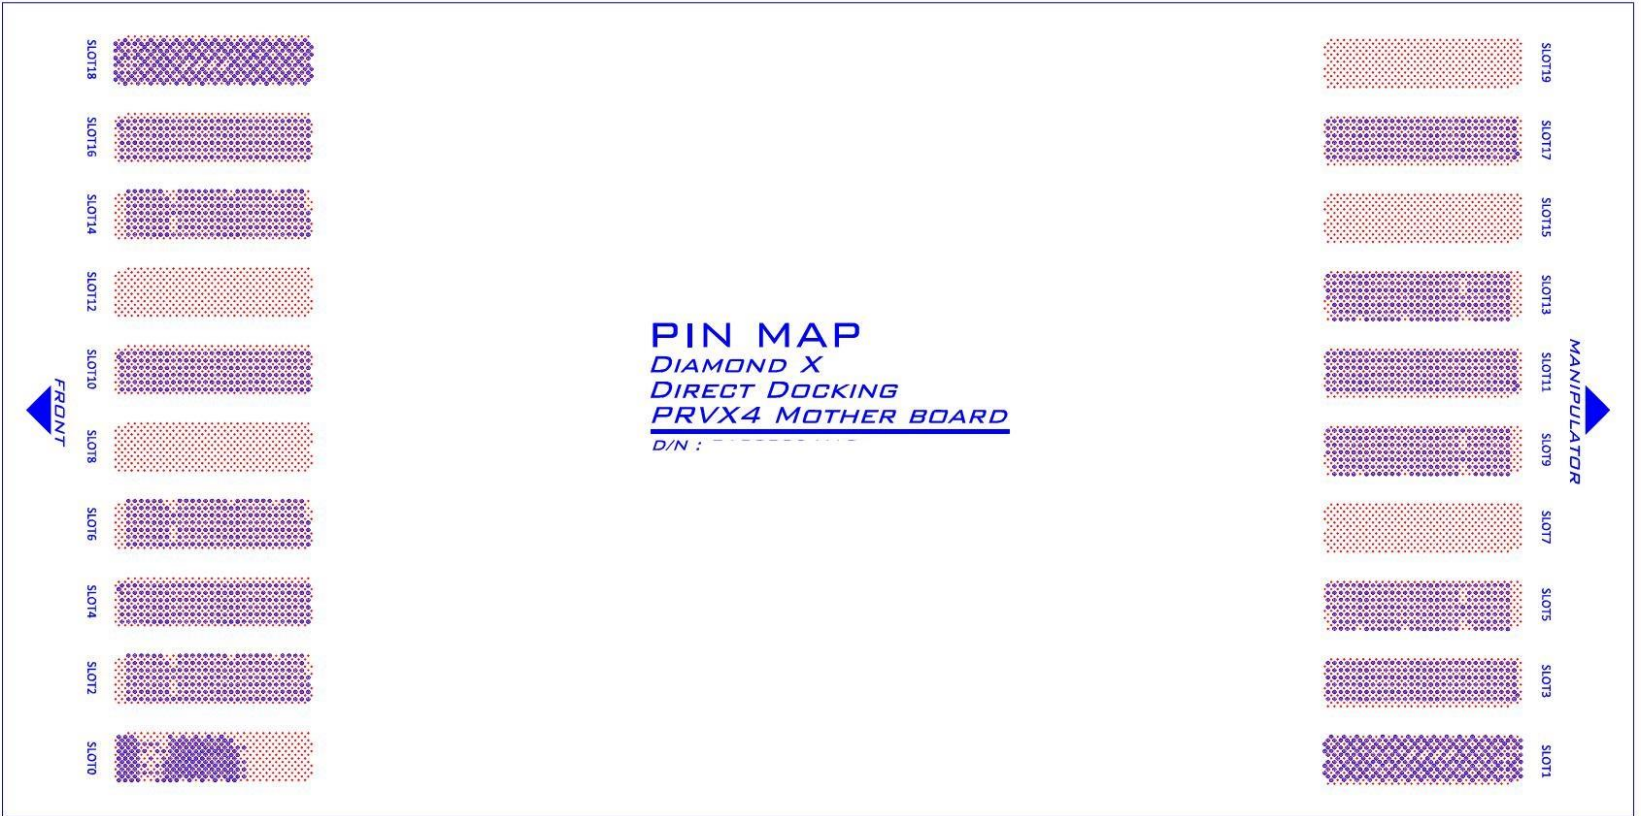 SLOT18
SLOT16
SLOT14
SLOT12
SLOT10
SLOT8
SLOT6
SLOT4
SLOT2
SLOT0
FRONT
PIN MAP
DIAMOND X
DIRECT DOCKING
PRVX4 MOTHER BOARD
D/N :
SLOT19
SLOT17
SLOT15
SLOT13
SLOT11
SLOT9
SLOT7
SLOT5
SLOT3
SLOT1
MANIPULATOR